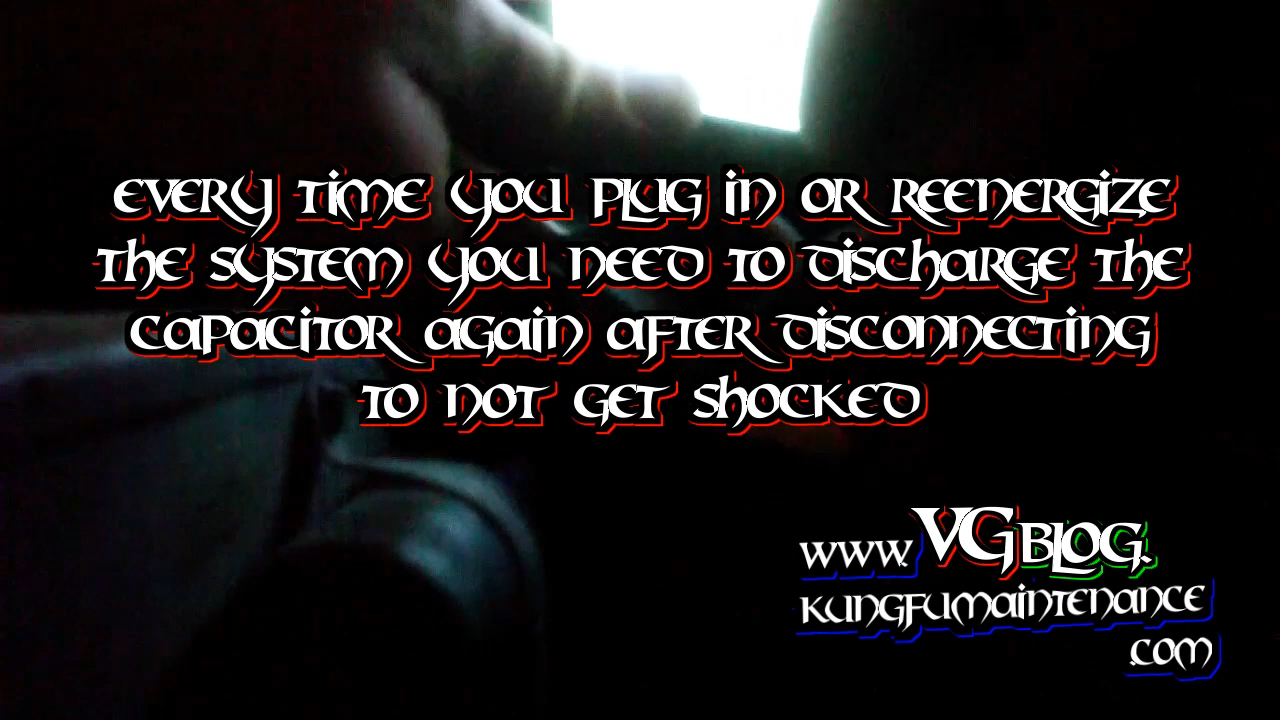 EVERY TIME YOU PLUG IN OR REENERGIZE
THE SYSTEM YOU NEED TO DISCHARGE THE
CAPACITOR AGAIN AFTER DISCONNECTING
TO NOT GET SHOCKED
WWW.VGBLOG.
KUNGFUMAINTENANCE
.COM